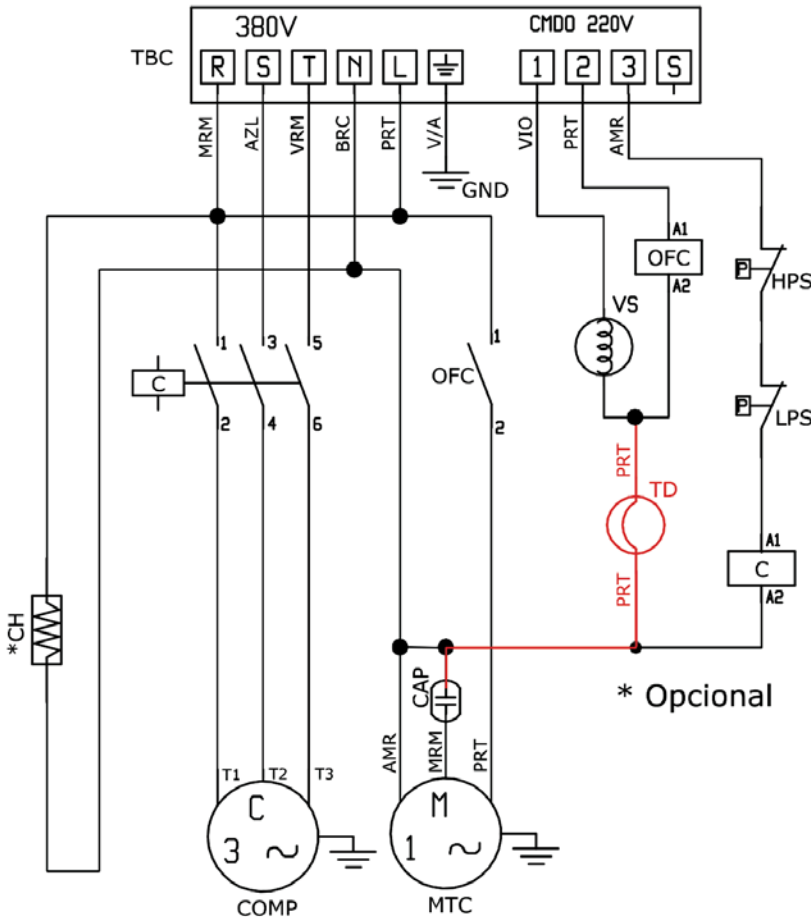 380V CMDO 220V
TBC R S T N L 1 2 3 S
MRM AZL VRM BRC PRT V/A VIO PRT AMR
GND
A1
OFC
A2
P HPS
VS
1 3 5 1
C OFC
2 4 6 2
P LPS
PRT
TD
A1
C
A2
PRT
*CH
* Opcional
CAP
AMR MRM PRT
T1 T2 T3
C M
3 ~ 1 ~
COMP MTC